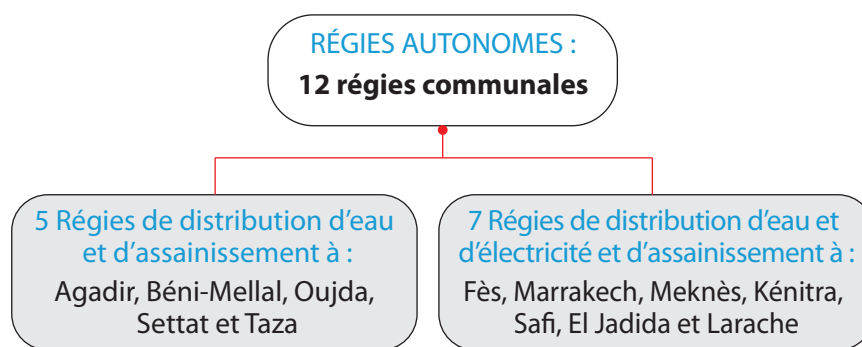 RÉGIES AUTONOMES :
12 régies communales
5 Régies de distribution d'eau
et d'assainissement à :
Agadir, Béni-Mellal, Oujda,
Settat et Taza
7 Régies de distribution d'eau et
d'électricité et d'assainissement à :
Fès, Marrakech, Meknès, Kénitra,
Safi, El Jadida et Larache